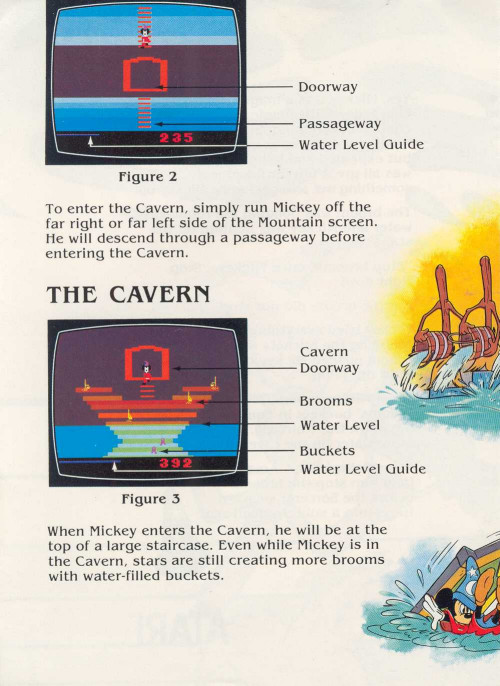 Doorway
Passageway
235
Water Level Guide
Figure 2
To enter the Cavern, simply run Mickey off the
far right or far left side of the Mountain screen.
He will descend through a passageway before
entering the Cavern.
THE CAVERN
Cavern
Doorway
Brooms
Water Level
Buckets
392
Water Level Guide
Figure 3
When Mickey enters the Cavern, he will be at the
top of a large staircase. Even while Mickey is in
the Cavern, stars are still creating more brooms
with water-filled buckets.